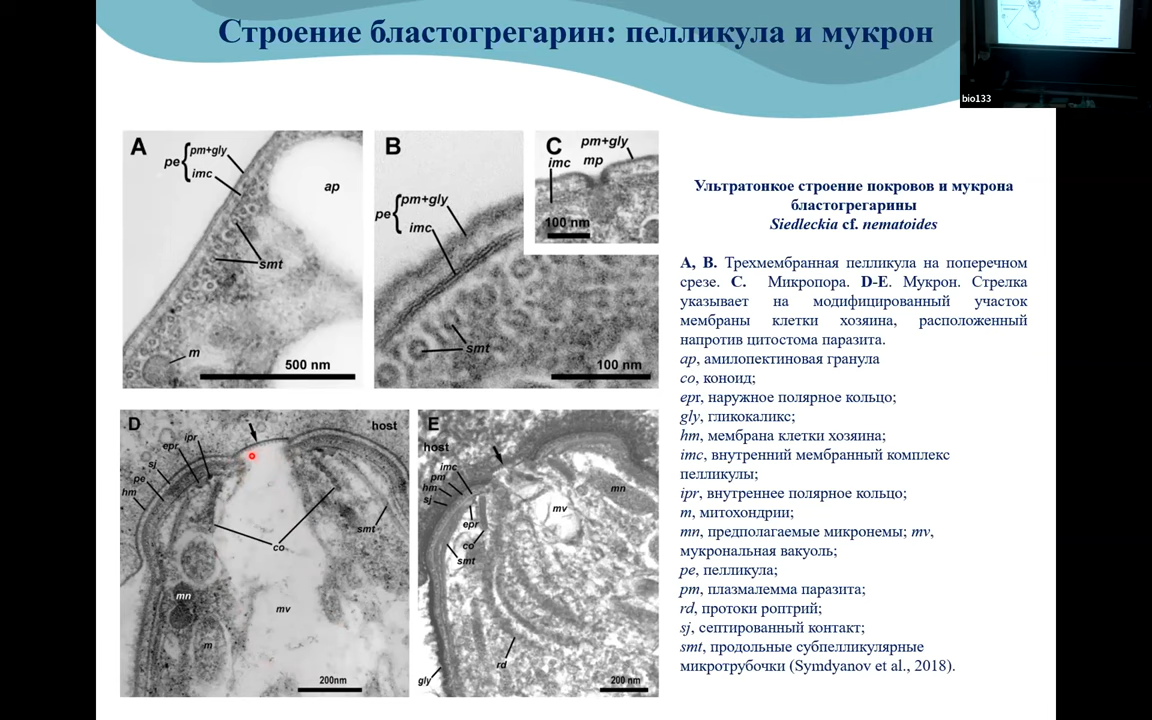 Строение бластогрегарин: пелликула и мукрон
bio133
A
pe
pm+gly
imc
ap
smt
m
500 nm
B
pe
pm+gly
imc
smt
100 nm
C
pm+gly
imc
mp
100 nm
D
host
ipr
epr
sj
pe
hm
co
smt
mn
mv
m
200nm
E
host
imc
pm
hm
sj
epr
co
smt
mv
mn
rd
gly
200 nm
Ультратонкое строение покровов и мукрона
бластогрегарины
Siedleckia cf. nematoides
A, B. Трехмембранная пелликула на поперечном
срезе. C. Микропора. D-E. Мукрон. Стрелка
указывает на модифицированный участок
мембраны клетки хозяина, расположенный
напротив цитостома паразита.
ap, амилопектиновая гранула
co, коноид;
epr, наружное полярное кольцо;
gly, гликокаликс;
hm, мембрана клетки хозяина;
imc, внутренний мембранный комплекс
пелликулы;
ipr, внутреннее полярное кольцо;
m, митохондрии;
mn, предполагаемые микронемы; mv,
мукрональная вакуоль;
pe, пелликула;
pm, плазмалемма паразита;
rd, протоки роптрий;
sj, септированный контакт;
smt, продольные субпелликулярные
микротрубочки (Symdyanov et al., 2018).